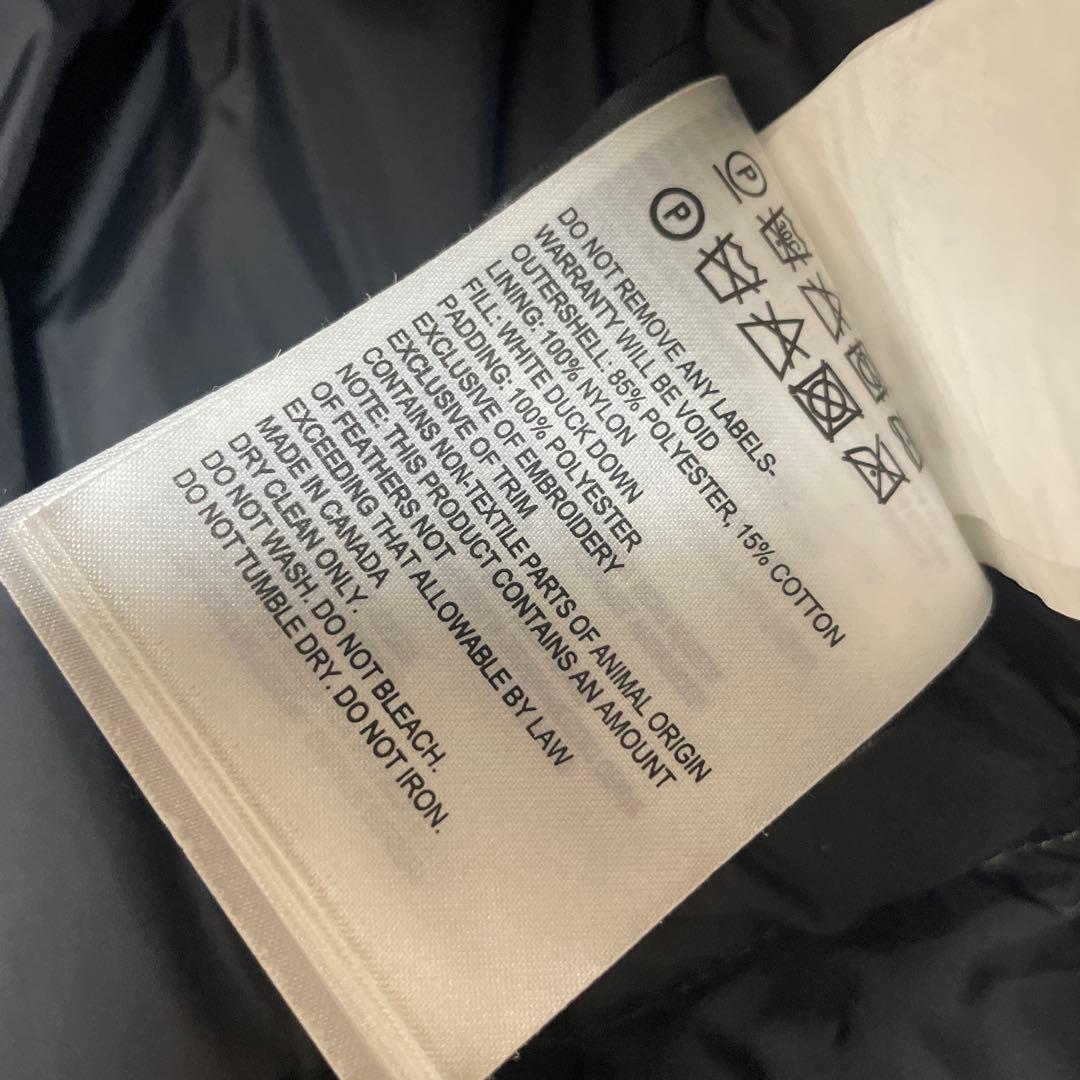 P
P
30C
DO NOT REMOVE ANY LABELS-
WARRANTY WILL BE VOID
OUTERSHELL: 85% POLYESTER, 15% COTTON
LINING: 100% NYLON
FILL: WHITE DUCK DOWN
PADDING: 100% POLYESTER
EXCLUSIVE OF EMBROIDERY
EXCLUSIVE OF TRIM
CONTAINS NON-TEXTILE PARTS OF ANIMAL ORIGIN
NOTE: THIS PRODUCT CONTAINS AN AMOUNT
OF FEATHERS NOT
EXCEEDING THAT ALLOWABLE BY LAW
MADE IN CANADA
DRY CLEAN ONLY.
DO NOT WASH. DO NOT BLEACH.
DO NOT TUMBLE DRY. DO NOT IRON.